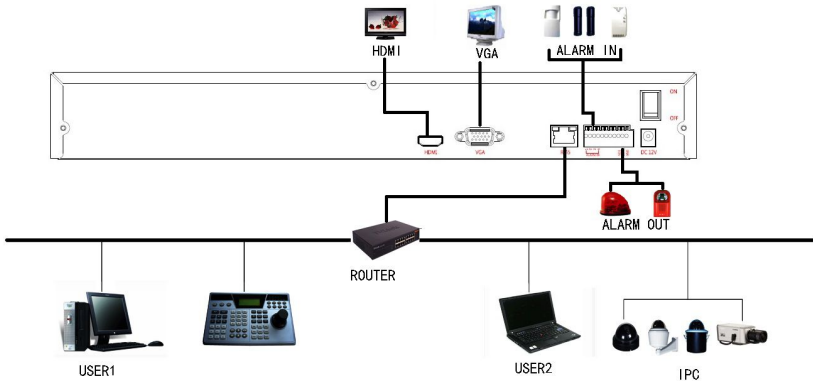 HDMI
VGA
ALARM IN
ON
OFF
HDMI
VGA
DC 12V
ALARM OUT
ROUTER
USER1
USER2
IPC